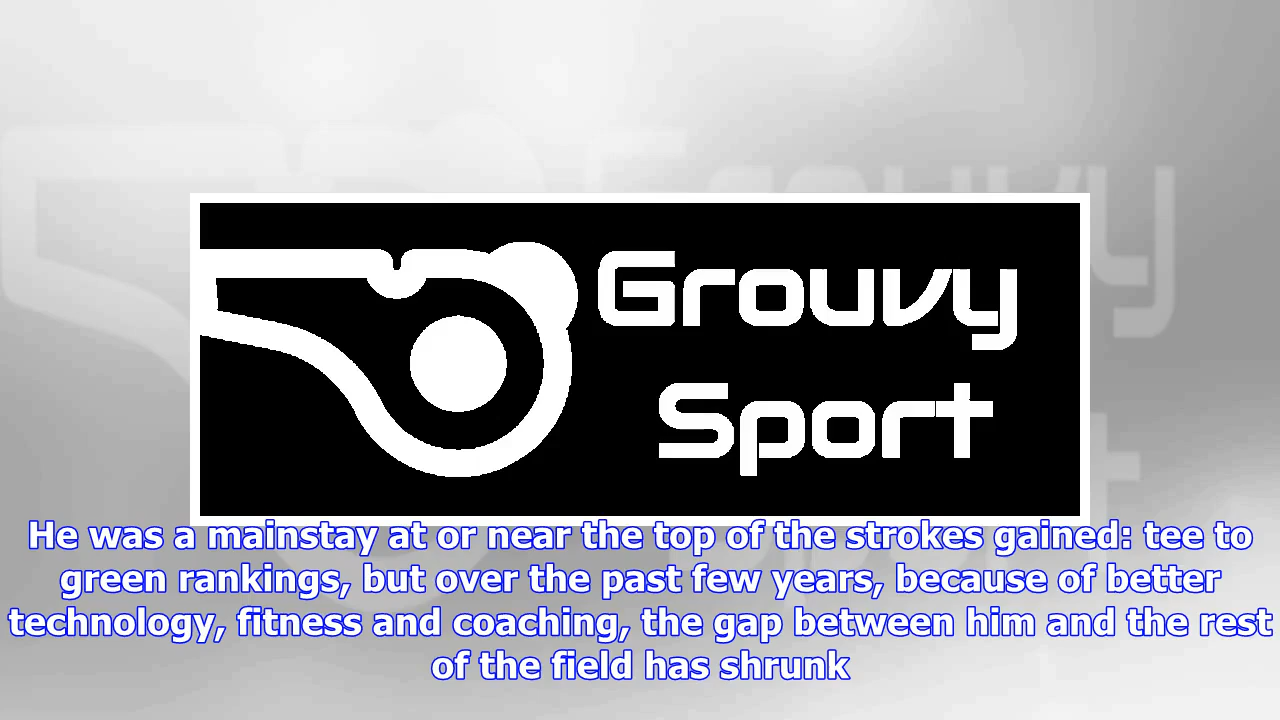 Grouvy
Sport
He was a mainstay at or near the top of the strokes gained: tee to
green rankings, but over the past few years, because of better
technology, fitness and coaching, the gap between him and the rest
of the field has shrunk